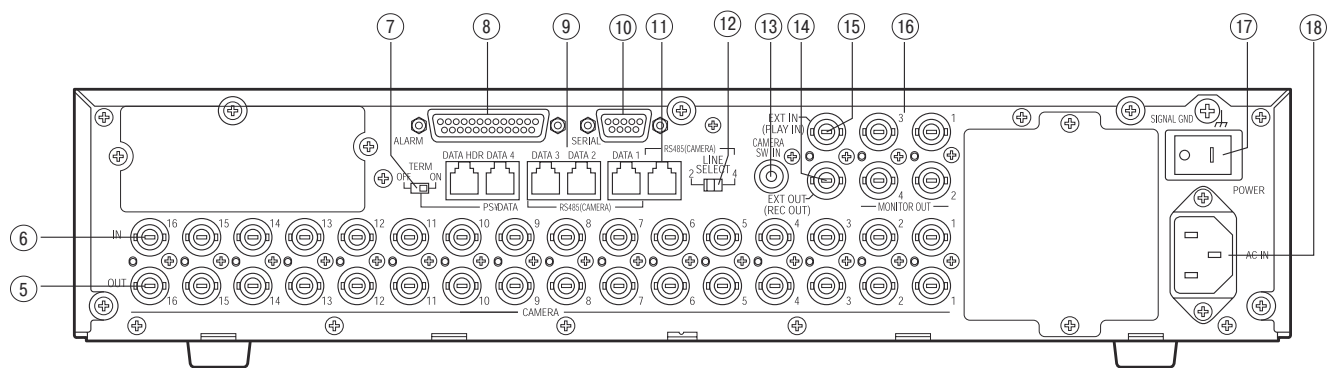 7 8 9 10 11 12 13 14 15 16 17 18
EXT IN
(PLAY IN)
3 1
SIGNAL GND
ALARM SERIAL
RS485(CAMERA)
CAMERA
SW IN
TERM
OFF ON
DATA HDR DATA 4 DATA 3 DATA 2 DATA 1
LINE
SELECT
2 4
EXT OUT
(REC OUT)
4 2
MONITOR OUT
POWER
PS\DATA RS485(CAMERA)
6 IN 16 15 14 13 12 11 10 9 8 7 6 5 4 3 2 1
AC IN
5 OUT 16 15 14 13 12 11 10 9 8 7 6 5 4 3 2 1
CAMERA